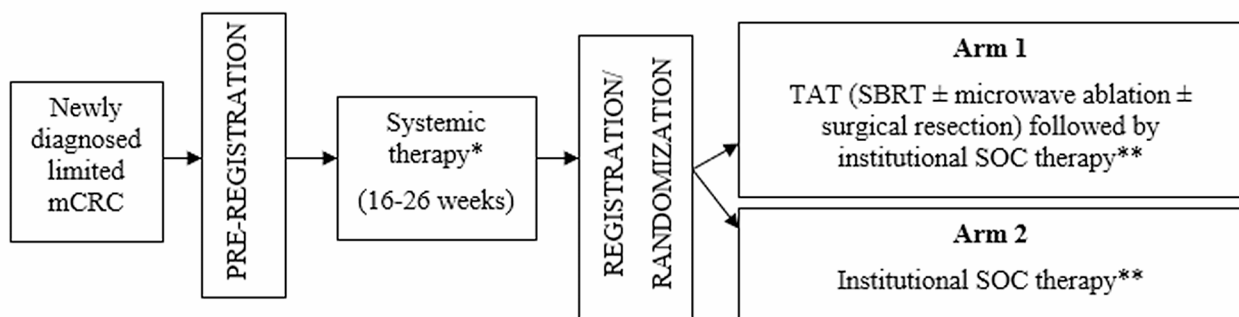 Newly
diagnosed
limited
mCRC
PRE-REGISTRATION
Systemic
therapy*
(16-26 weeks)
REGISTRATION/
RANDOMIZATION
Arm 1
TAT (SBRT ± microwave ablation ±
surgical resection) followed by
institutional SOC therapy**
Arm 2
Institutional SOC therapy**